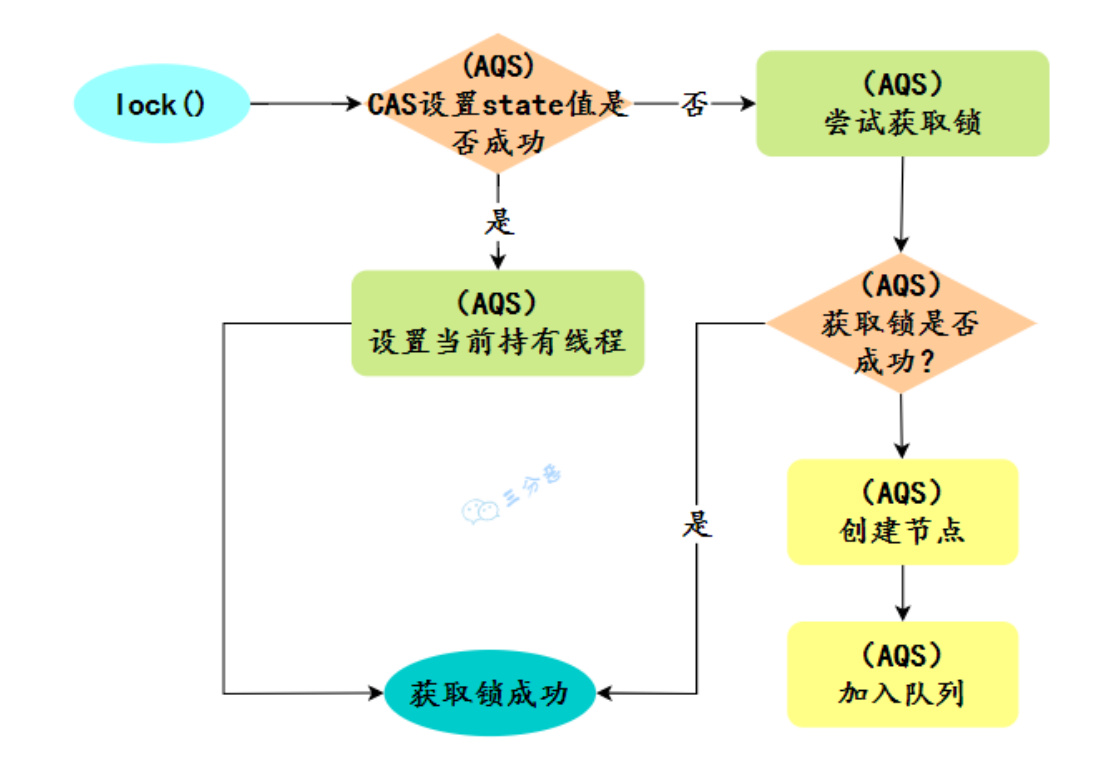 lock()
(AQS)
CAS设置state值是
否成功
否
(AQS)
尝试获取锁
是
(AQS)
设置当前持有线程
(AQS)
获取锁是否
成功？
是
(AQS)
创建节点
(AQS)
加入队列
获取锁成功
三分恶